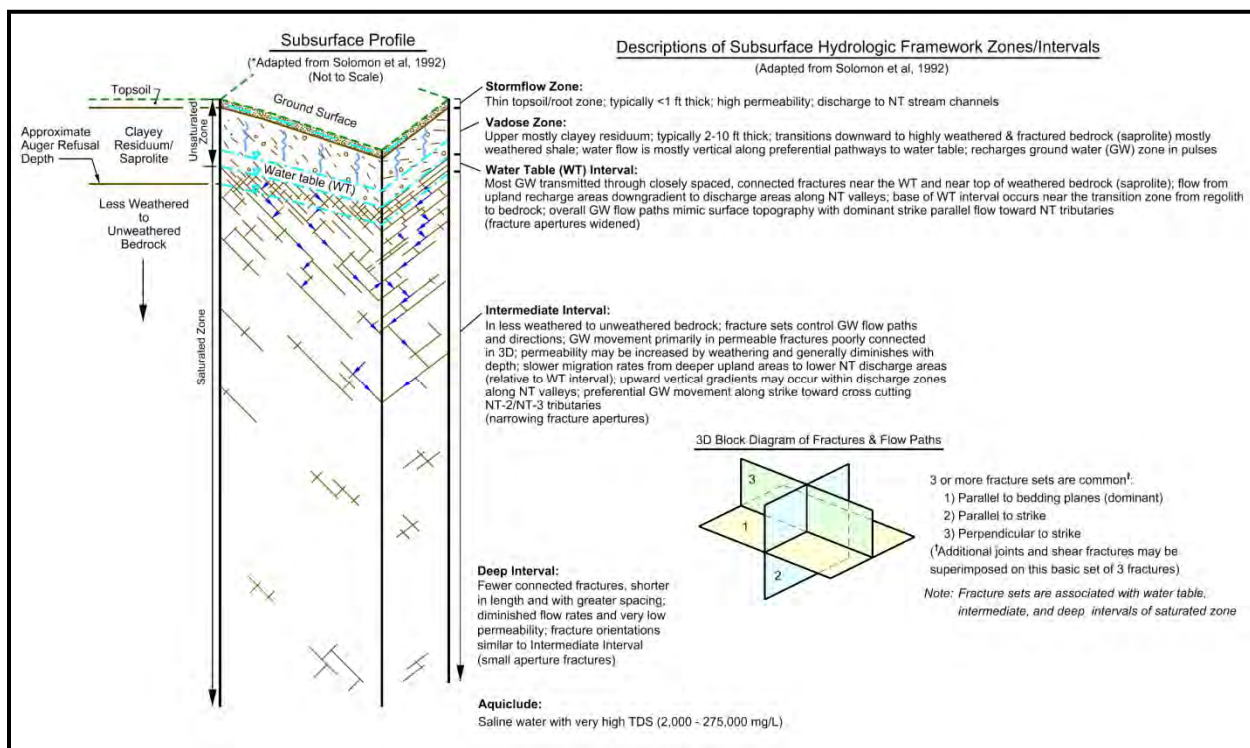 Subsurface Profile
(*Adapted from Solomon et al, 1992)
(Not to Scale)
Topsoil
Ground Surface
Unsaturated
Zone
Approximate
Auger Refusal
Depth
Clayey
Residuum/
Saprolite
Water table (WT)
Less Weathered
to
Unweathered
Bedrock
Saturated Zone
Descriptions of Subsurface Hydrologic Framework Zones/Intervals
(Adapted from Solomon et al, 1992)
Stormflow Zone:
Thin topsoil/root zone; typically <1 ft thick; high permeability; discharge to NT stream channels
Vadose Zone:
Upper mostly clayey residuum; typically 2-10 ft thick; transitions downward to highly weathered & fractured bedrock (saprolite) mostly
weathered shale; water flow is mostly vertical along preferential pathways to water table; recharges ground water (GW) zone in pulses
Water Table (WT) Interval:
Most GW transmitted through closely spaced, connected fractures near the WT and near top of weathered bedrock (saprolite); flow from
upland recharge areas downgradient to discharge areas along NT valleys; base of WT interval occurs near the transition zone from regolith
to bedrock; overall GW flow paths mimic surface topography with dominant strike parallel flow toward NT tributaries
(fracture apertures widened)
Intermediate Interval:
In less weathered to unweathered bedrock; fracture sets control GW flow paths
and directions; GW movement primarily in permeable fractures poorly connected
in 3D; permeability may be increased by weathering and generally diminishes with
depth; slower migration rates from deeper upland areas to lower NT discharge areas
(relative to WT interval); upward vertical gradients may occur within discharge zones
along NT valleys; preferential GW movement along strike toward cross cutting
NT-2/NT-3 tributaries
(narrowing fracture apertures)
3D Block Diagram of Fractures & Flow Paths
3
1
2
3 or more fracture sets are common‡:
1) Parallel to bedding planes (dominant)
2) Parallel to strike
3) Perpendicular to strike
(†Additional joints and shear fractures may be
superimposed on this basic set of 3 fractures)
Note: Fracture sets are associated with water table,
intermediate, and deep intervals of saturated zone
Deep Interval:
Fewer connected fractures, shorter
in length and with greater spacing;
diminished flow rates and very low
permeability; fracture orientations
similar to Intermediate Interval
(small aperture fractures)
Aquiclude:
Saline water with very high TDS (2,000 - 275,000 mg/L)